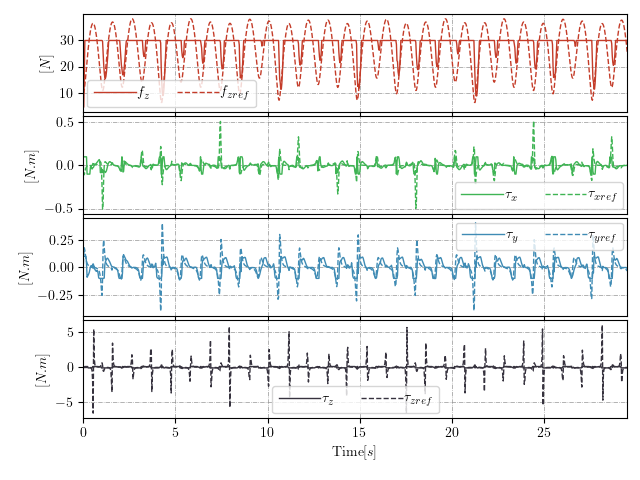 30
20
10
[N]
f_z f_zref
0.5
0.0
−0.5
[N.m]
τ_x τ_xref
0.25
0.00
−0.25
[N.m]
τ_y τ_yref
5
0
−5
[N.m]
τ_z τ_zref
0 5 10 15 20 25
Time[s]